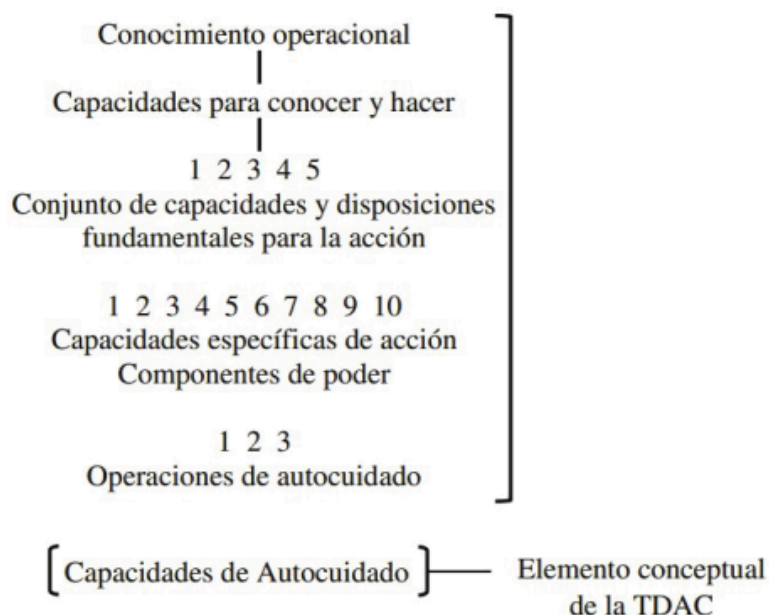 Conocimiento operacional
Capacidades para conocer y hacer
1 2 3 4 5
Conjunto de capacidades y disposiciones
fundamentales para la acción
1 2 3 4 5 6 7 8 9 10
Capacidades específicas de acción
Componentes de poder
1 2 3
Operaciones de autocuidado
Capacidades de Autocuidado
Elemento conceptual
de la TDAC